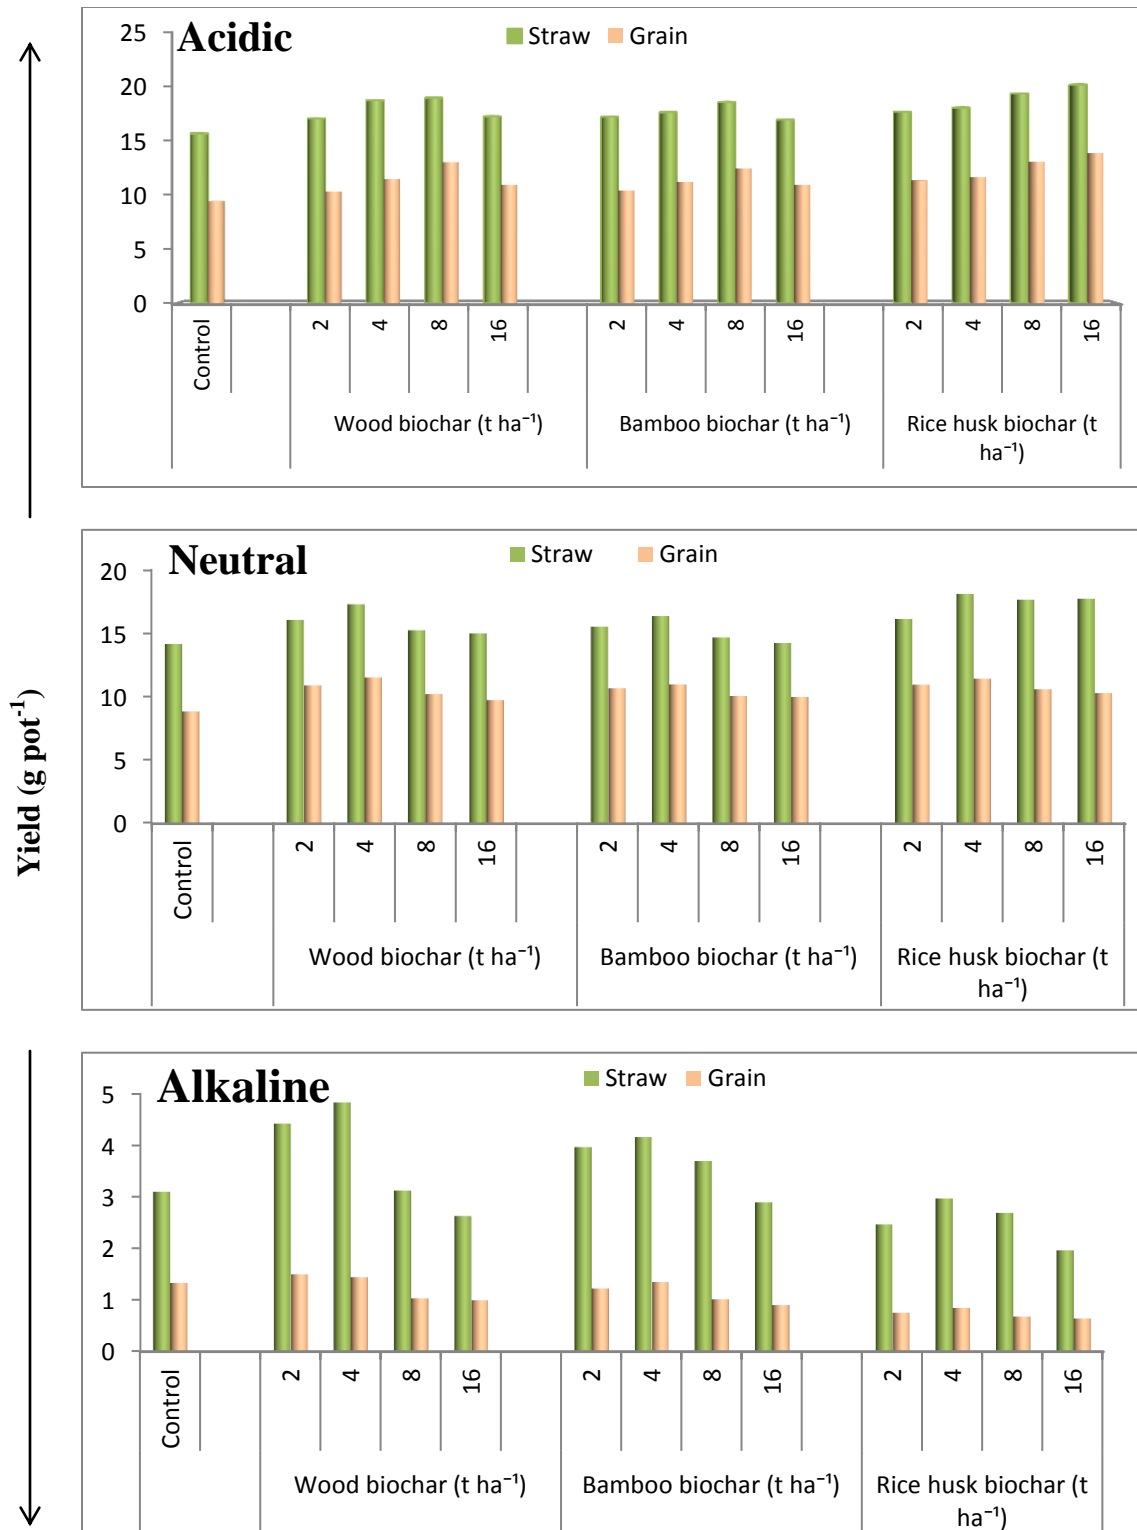 Acidic
Straw Grain
25
20
15
10
5
0
Control 2 4 8 16 2 4 8 16 2 4 8 16
Wood biochar (t ha⁻¹) Bamboo biochar (t ha⁻¹) Rice husk biochar (t
ha⁻¹)
Yield (g pot⁻¹)
Neutral
Straw Grain
20
15
10
5
0
Control 2 4 8 16 2 4 8 16 2 4 8 16
Wood biochar (t ha⁻¹) Bamboo biochar (t ha⁻¹) Rice husk biochar (t
ha⁻¹)
Alkaline
Straw Grain
5
4
3
2
1
0
Control 2 4 8 16 2 4 8 16 2 4 8 16
Wood biochar (t ha⁻¹) Bamboo biochar (t ha⁻¹) Rice husk biochar (t
ha⁻¹)